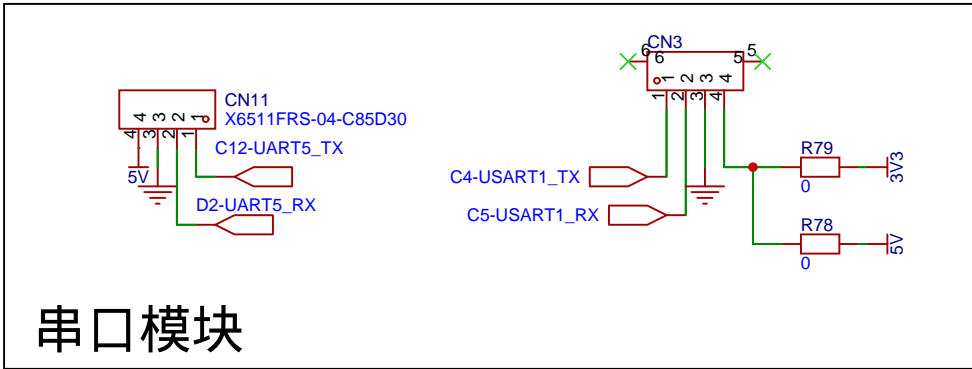 CN11
X6511FRS-04-C85D30
4 3 2 1
4 3 2 1
5V
C12-UART5_TX
D2-UART5_RX
CN3
6 5
6 5
1 2 3 4
1 2 3 4
C4-USART1_TX
C5-USART1_RX
R79
0
3V3
R78
0
5V
串口模块